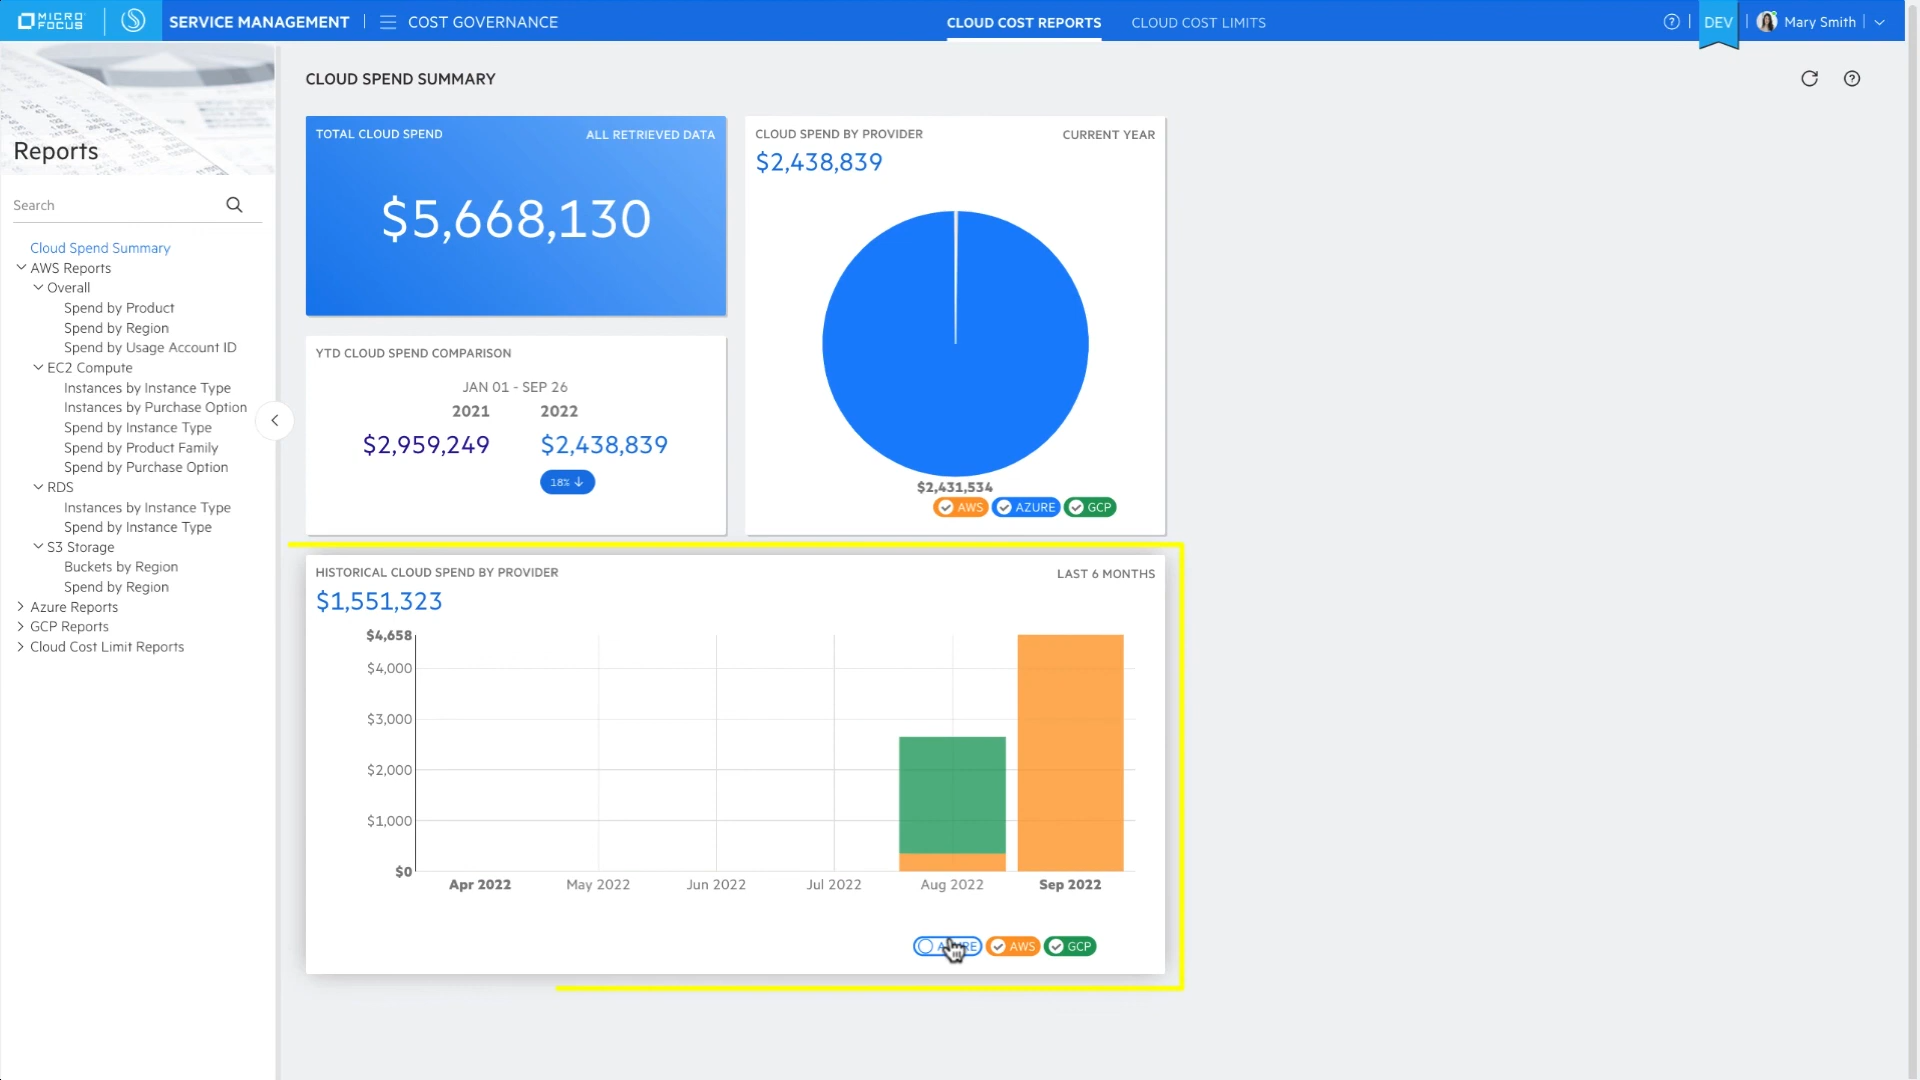 MICRO FOCUS
SERVICE MANAGEMENT
COST GOVERNANCE
CLOUD COST REPORTS
CLOUD COST LIMITS
DEV
Mary Smith
Reports
Search
Cloud Spend Summary
AWS Reports
Overall
Spend by Product
Spend by Region
Spend by Usage Account ID
EC2 Compute
Instances by Instance Type
Instances by Purchase Option
Spend by Instance Type
Spend by Product Family
Spend by Purchase Option
RDS
Instances by Instance Type
Spend by Instance Type
S3 Storage
Buckets by Region
Spend by Region
Azure Reports
GCP Reports
Cloud Cost Limit Reports
CLOUD SPEND SUMMARY
TOTAL CLOUD SPEND
ALL RETRIEVED DATA
$5,668,130
YTD CLOUD SPEND COMPARISON
JAN 01 - SEP 26
2021 2022
$2,959,249 $2,438,839
18% ↓
CLOUD SPEND BY PROVIDER
CURRENT YEAR
$2,438,839
$2,431,534
AWS AZURE GCP
HISTORICAL CLOUD SPEND BY PROVIDER
LAST 6 MONTHS
$1,551,323
$4,658
$4,000
$3,000
$2,000
$1,000
$0
Apr 2022 May 2022 Jun 2022 Jul 2022 Aug 2022 Sep 2022
AWS GCP